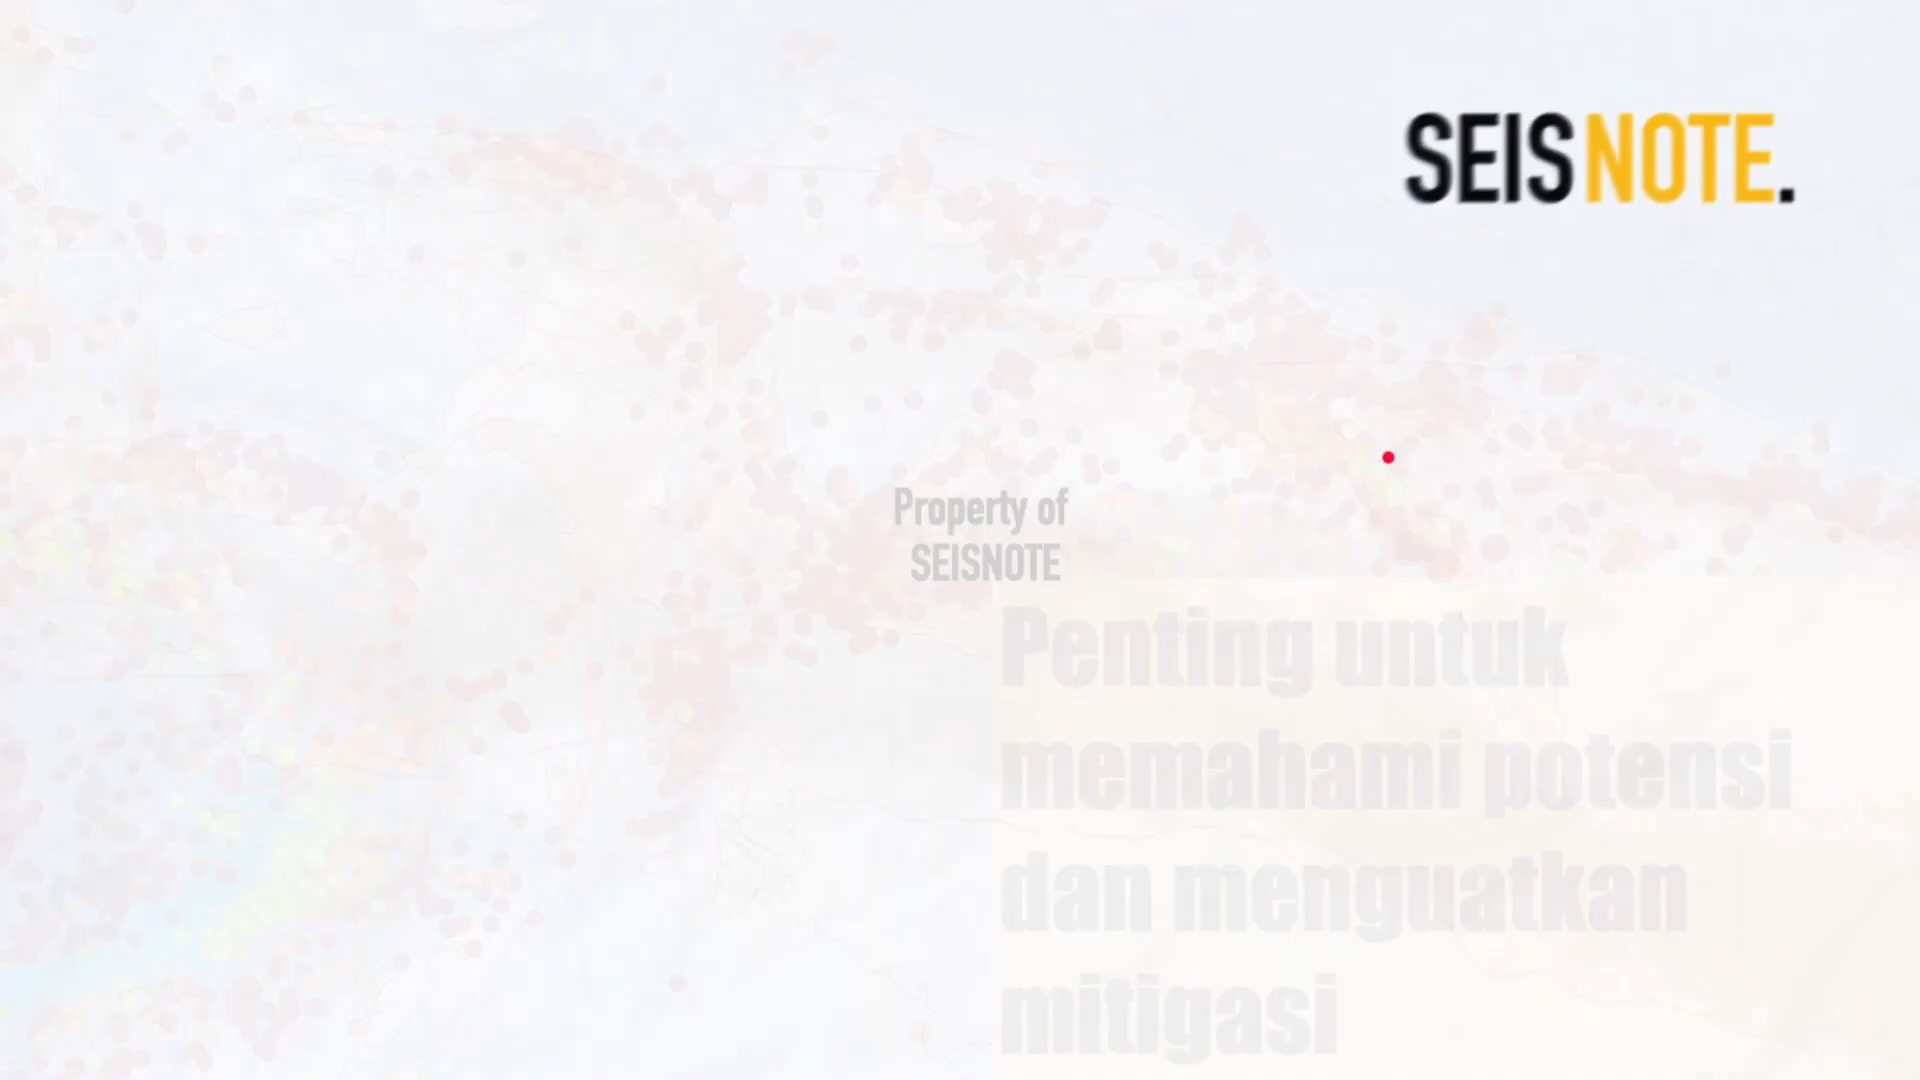 SEISNOTE.
Property of
SEISNOTE
Penting untuk
memahami potensi
dan menguatkan
mitigasi